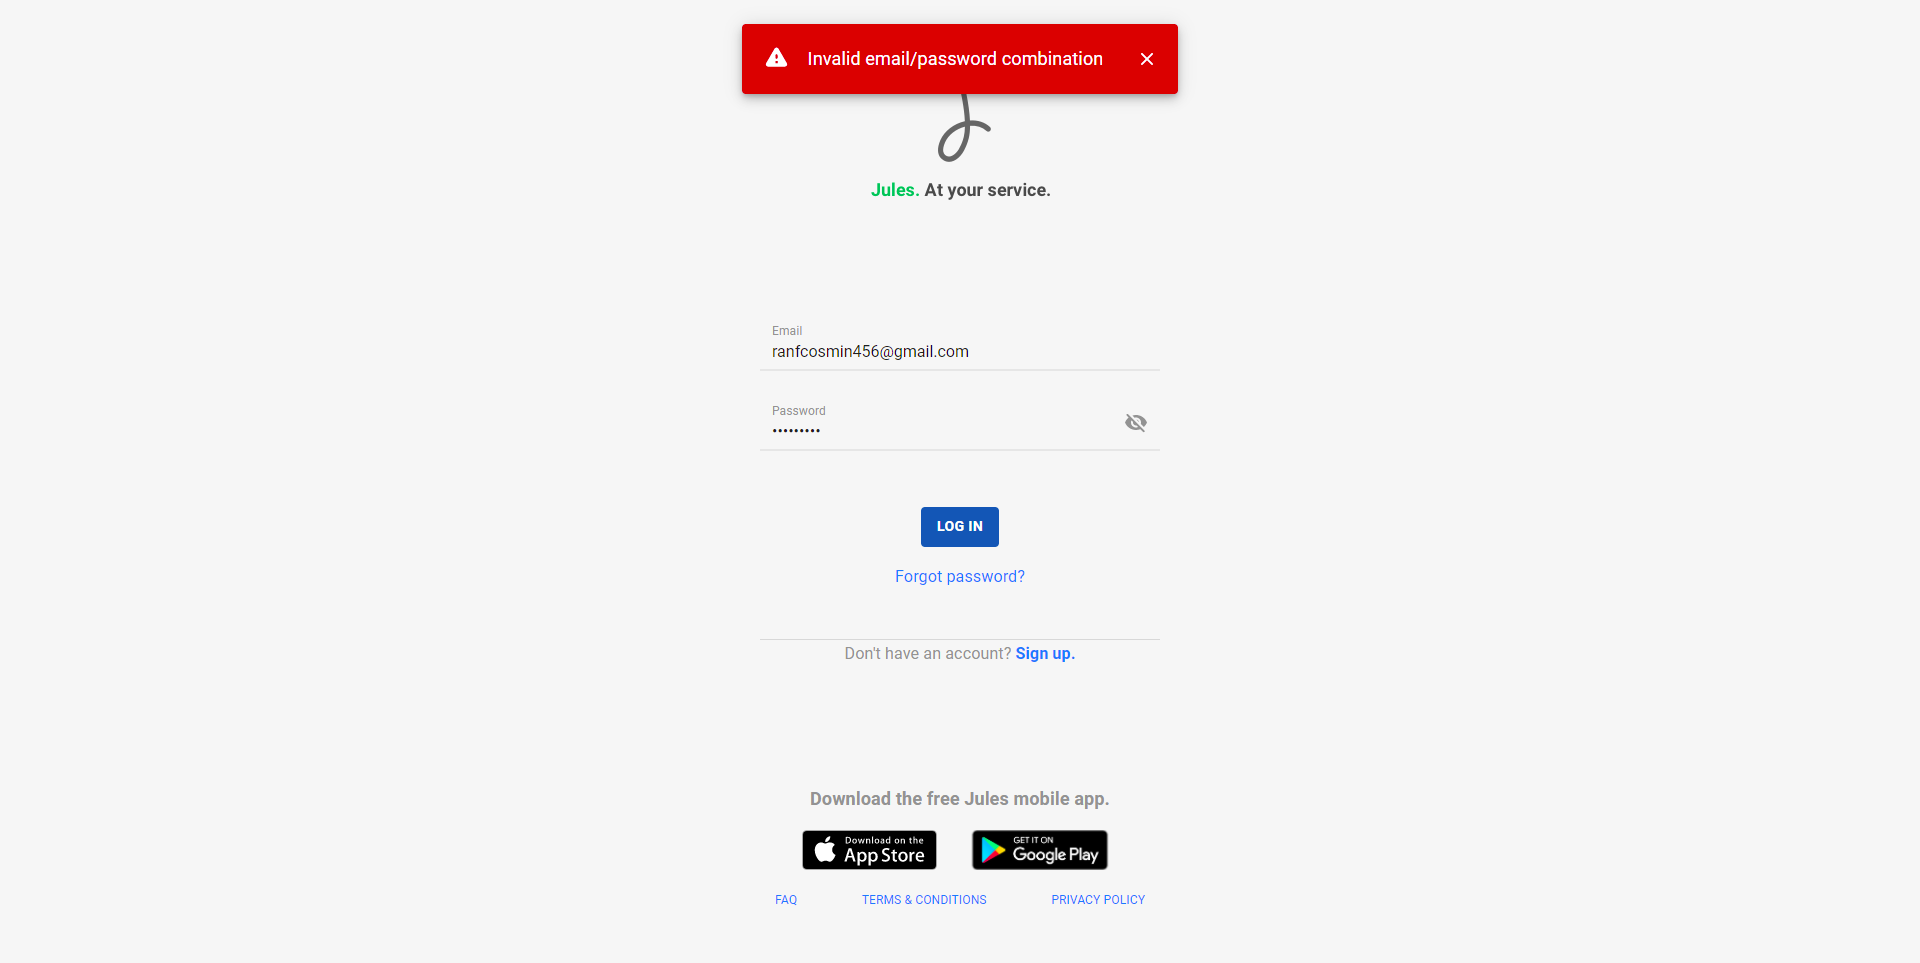 Invalid email/password combination
Jules. At your service.
Email
ranfcosmin456@gmail.com
Password
•••••••••
LOG IN
Forgot password?
Don't have an account? Sign up.
Download the free Jules mobile app.
Download on the
App Store
GET IT ON
Google Play
FAQ
TERMS & CONDITIONS
PRIVACY POLICY